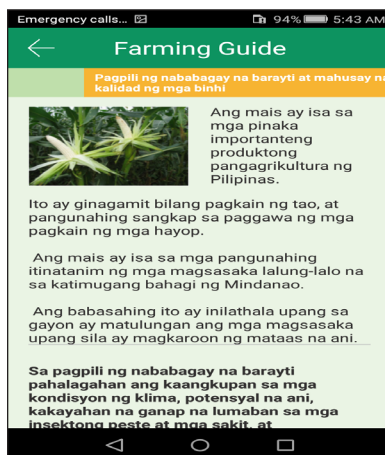 Emergency calls...
94% 5:43 AM
Farming Guide
Pagpili ng nababagay na barayti at mahusay na
kalidad ng mga binhi
Ang mais ay isa sa
mga pinaka
importanteng
produktong
pangagrikultura ng
Pilipinas.
Ito ay ginagamit bilang pagkain ng tao, at
pangunahing sangkap sa paggawa ng mga
pagkain ng mga hayop.
Ang mais ay isa sa mga pangunahing
itinatanim ng mga magsasaka lalung-lalo na
sa katimugang bahagi ng Mindanao.
Ang babasahing ito ay inilathala upang sa
gayon ay matulungan ang mga magsasaka
upang sila ay magkaroon ng mataas na ani.
Sa pagpili ng nababagay na barayti
pahalagahan ang kaangkupan sa mga
kondisyon ng klima, potensyal na ani,
kakayahan na ganap na lumaban sa mga
insektong peste at mga sakit, at